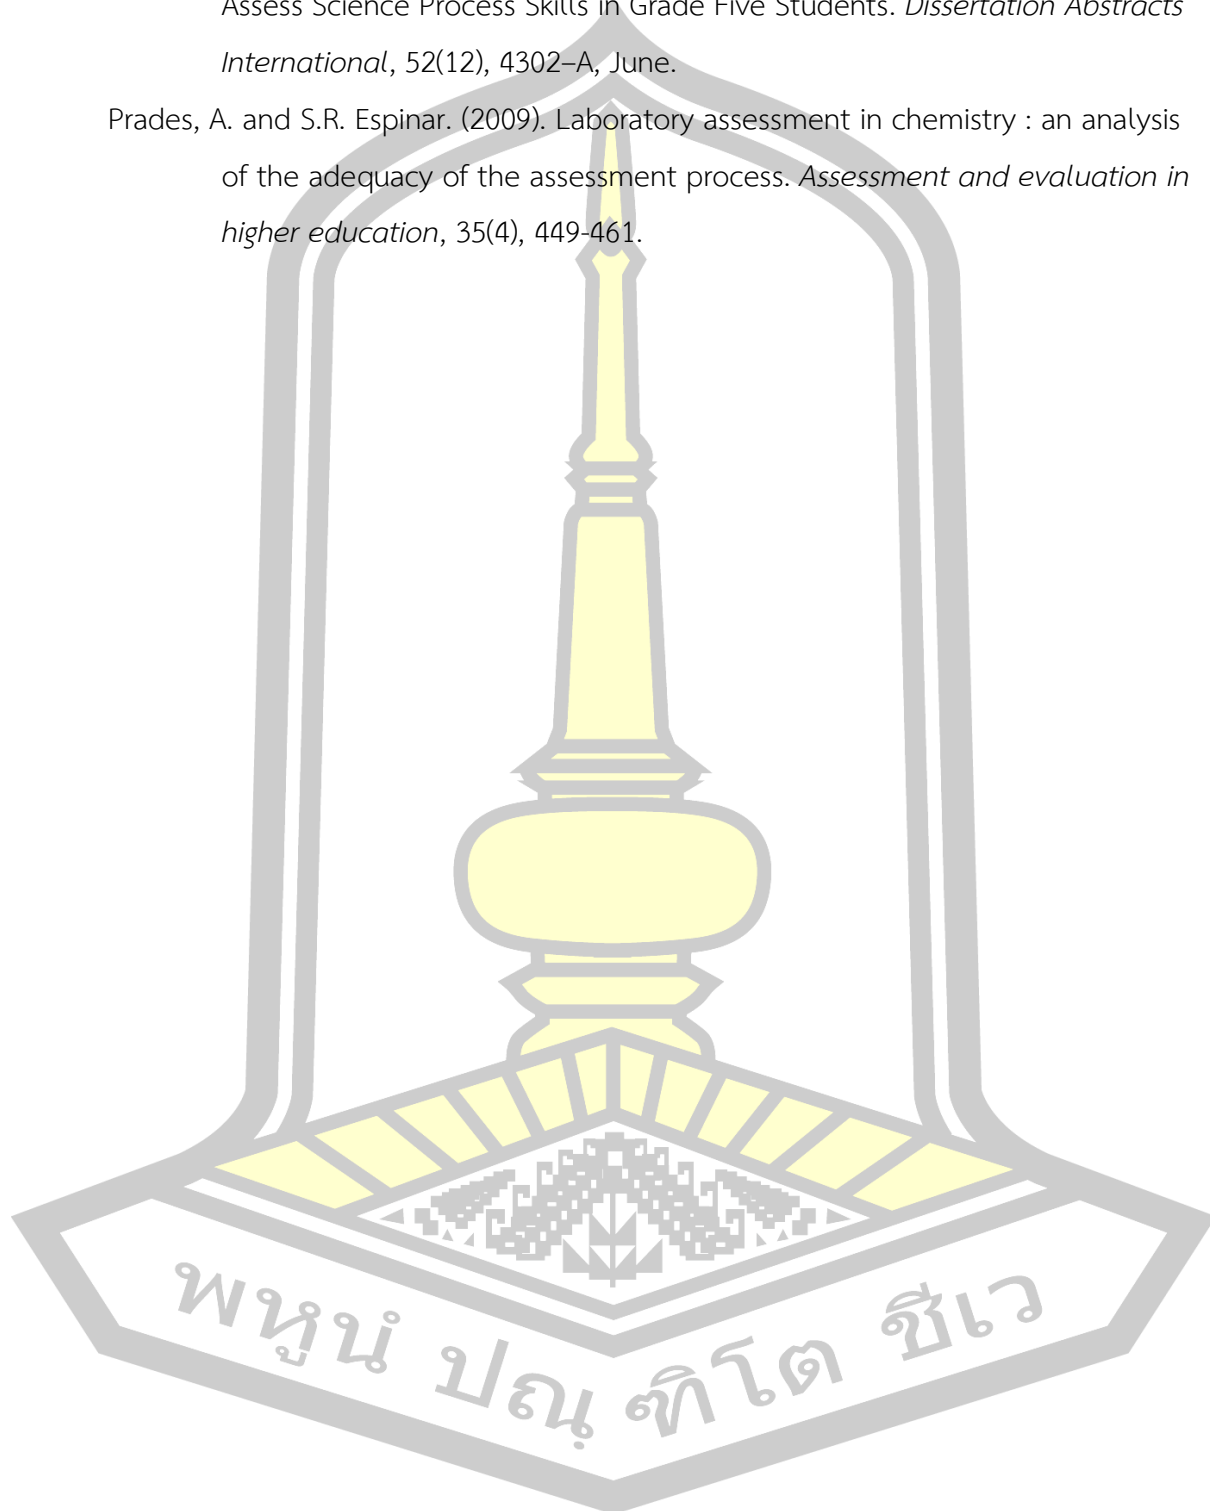 Assess Science Process Skills in Grade Five Students. Dissertation Abstracts
International, 52(12), 4302–A, June.
Prades, A. and S.R. Espinar. (2009). Laboratory assessment in chemistry : an analysis
of the adequacy of the assessment process. Assessment and evaluation in
higher education, 35(4), 449-461.
พหูนํ ปณฺ ฑิโต ชีเว